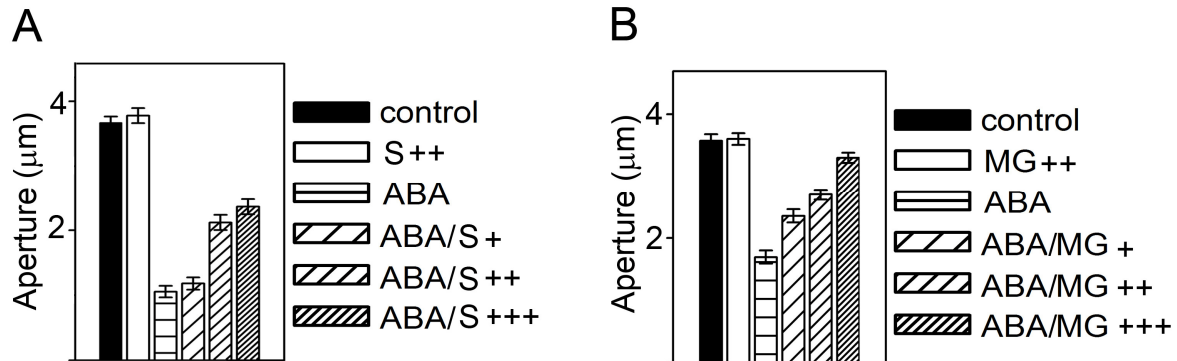 A
Aperture (μm)
4
2
control
S ++
ABA
ABA/S +
ABA/S ++
ABA/S +++
B
Aperture (μm)
4
2
control
MG ++
ABA
ABA/MG +
ABA/MG ++
ABA/MG +++